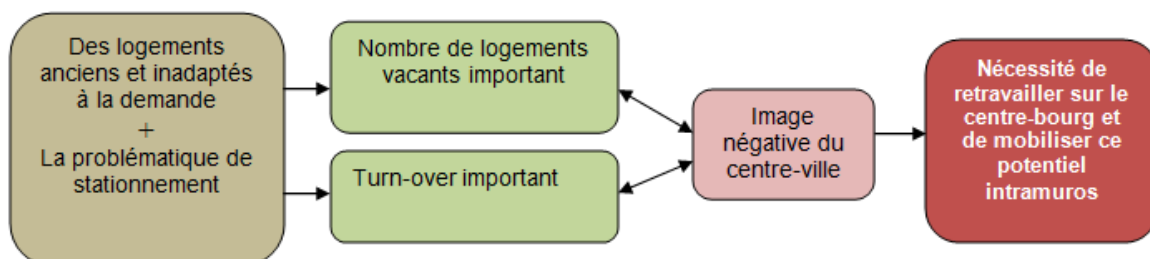 Des logements
anciens et inadaptés
à la demande
+
La problématique de
stationnement
Nombre de logements
vacants important
Turn-over important
Image
négative du
centre-ville
Nécessité de
retravailler sur le
centre-bourg et
de mobiliser ce
potentiel
intramuros